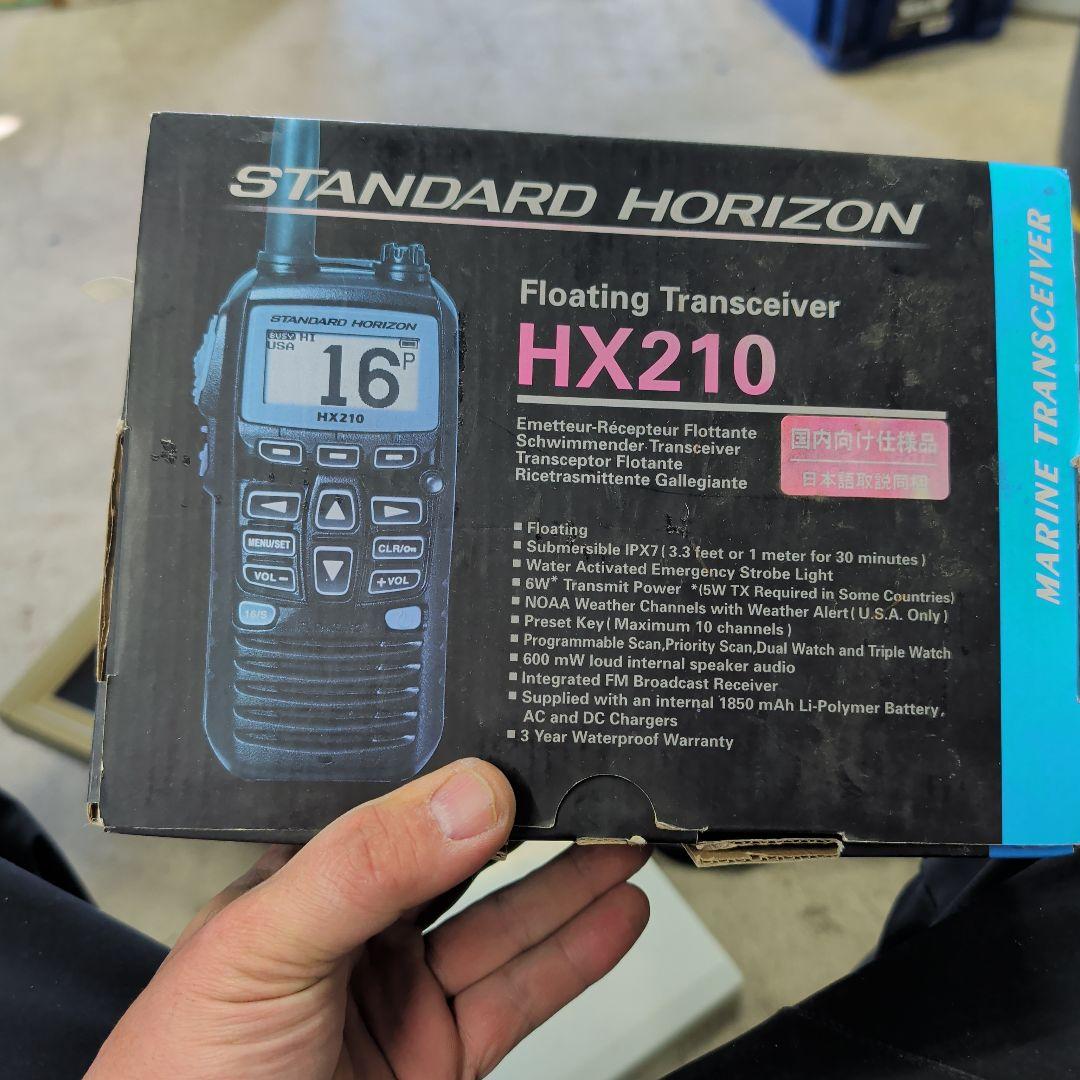 STANDARD HORIZON
Floating Transceiver
HX210
Emetteur-Récepteur Flottante
Schwimmender Transceiver
Transceptor Flotante
Ricetrasmittente Gallegiante
国内向け仕様品
日本語取説同梱
■ Floating
■ Submersible IPX7 ( 3.3 feet or 1 meter for 30 minutes )
■ Water Activated Emergency Strobe Light
■ 6W* Transmit Power *(5W TX Required in Some Countries)
■ NOAA Weather Channels with Weather Alert ( U.S.A. Only )
■ Preset Key ( Maximum 10 channels )
■ Programmable Scan,Priority Scan,Dual Watch and Triple Watch
■ 600 mW loud internal speaker audio
■ Integrated FM Broadcast Receiver
■ Supplied with an internal 1850 mAh Li-Polymer Battery,
AC and DC Chargers
■ 3 Year Waterproof Warranty
STANDARD HORIZON
BUSY HI
USA
16 P
HX210
MENU/SET
CLR/On
VOL –
+VOL
16/S
MARINE TRANSCEIVER